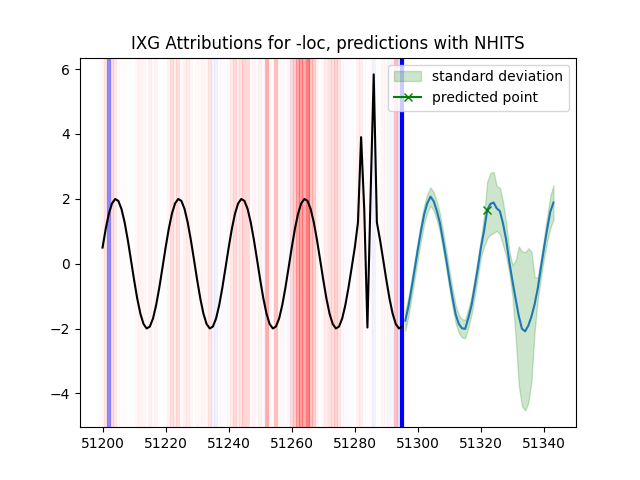 IXG Attributions for -loc, predictions with NHITS
standard deviation
predicted point
6
4
2
0
−2
−4
51200 51220 51240 51260 51280 51300 51320 51340